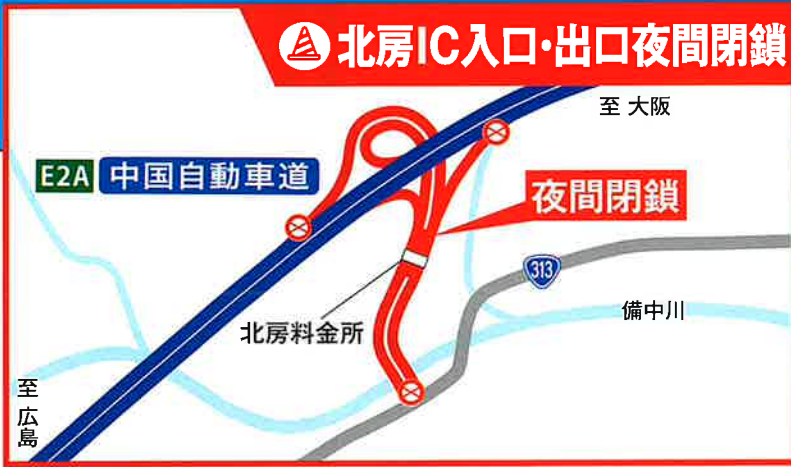 北房IC入口・出口夜間閉鎖
至 大阪
E2A 中国自動車道
夜間閉鎖
313
備中川
北房料金所
至 広島